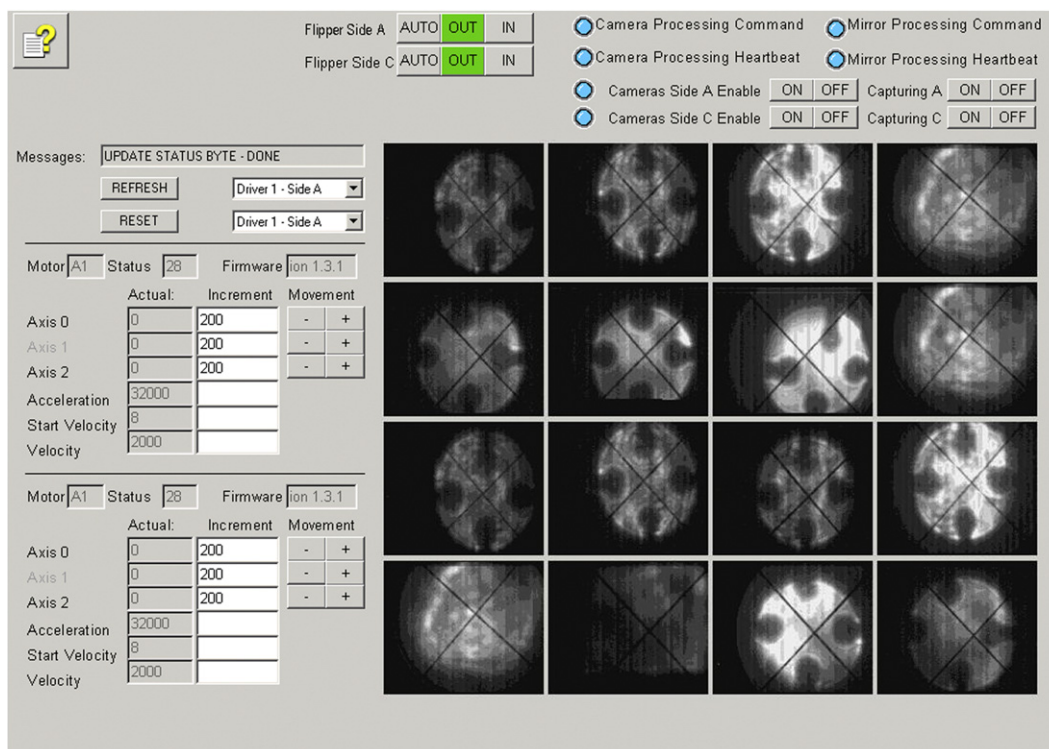 Flipper Side A AUTO OUT IN
Flipper Side C AUTO OUT IN
Camera Processing Command Mirror Processing Command
Camera Processing Heartbeat Mirror Processing Heartbeat
Cameras Side A Enable ON OFF Capturing A ON OFF
Cameras Side C Enable ON OFF Capturing C ON OFF
Messages: UPDATE STATUS BYTE - DONE
REFRESH Driver 1 - Side A
RESET Driver 1 - Side A
Motor A1 Status 28 Firmware ion 1.3.1
Actual: Increment Movement
Axis 0 0 200 - +
Axis 1 0 200 - +
Axis 2 0 200 - +
Acceleration 32000
Start Velocity 8
Velocity 2000
Motor A1 Status 28 Firmware ion 1.3.1
Actual: Increment Movement
Axis 0 0 200 - +
Axis 1 0 200 - +
Axis 2 0 200 - +
Acceleration 32000
Start Velocity 8
Velocity 2000